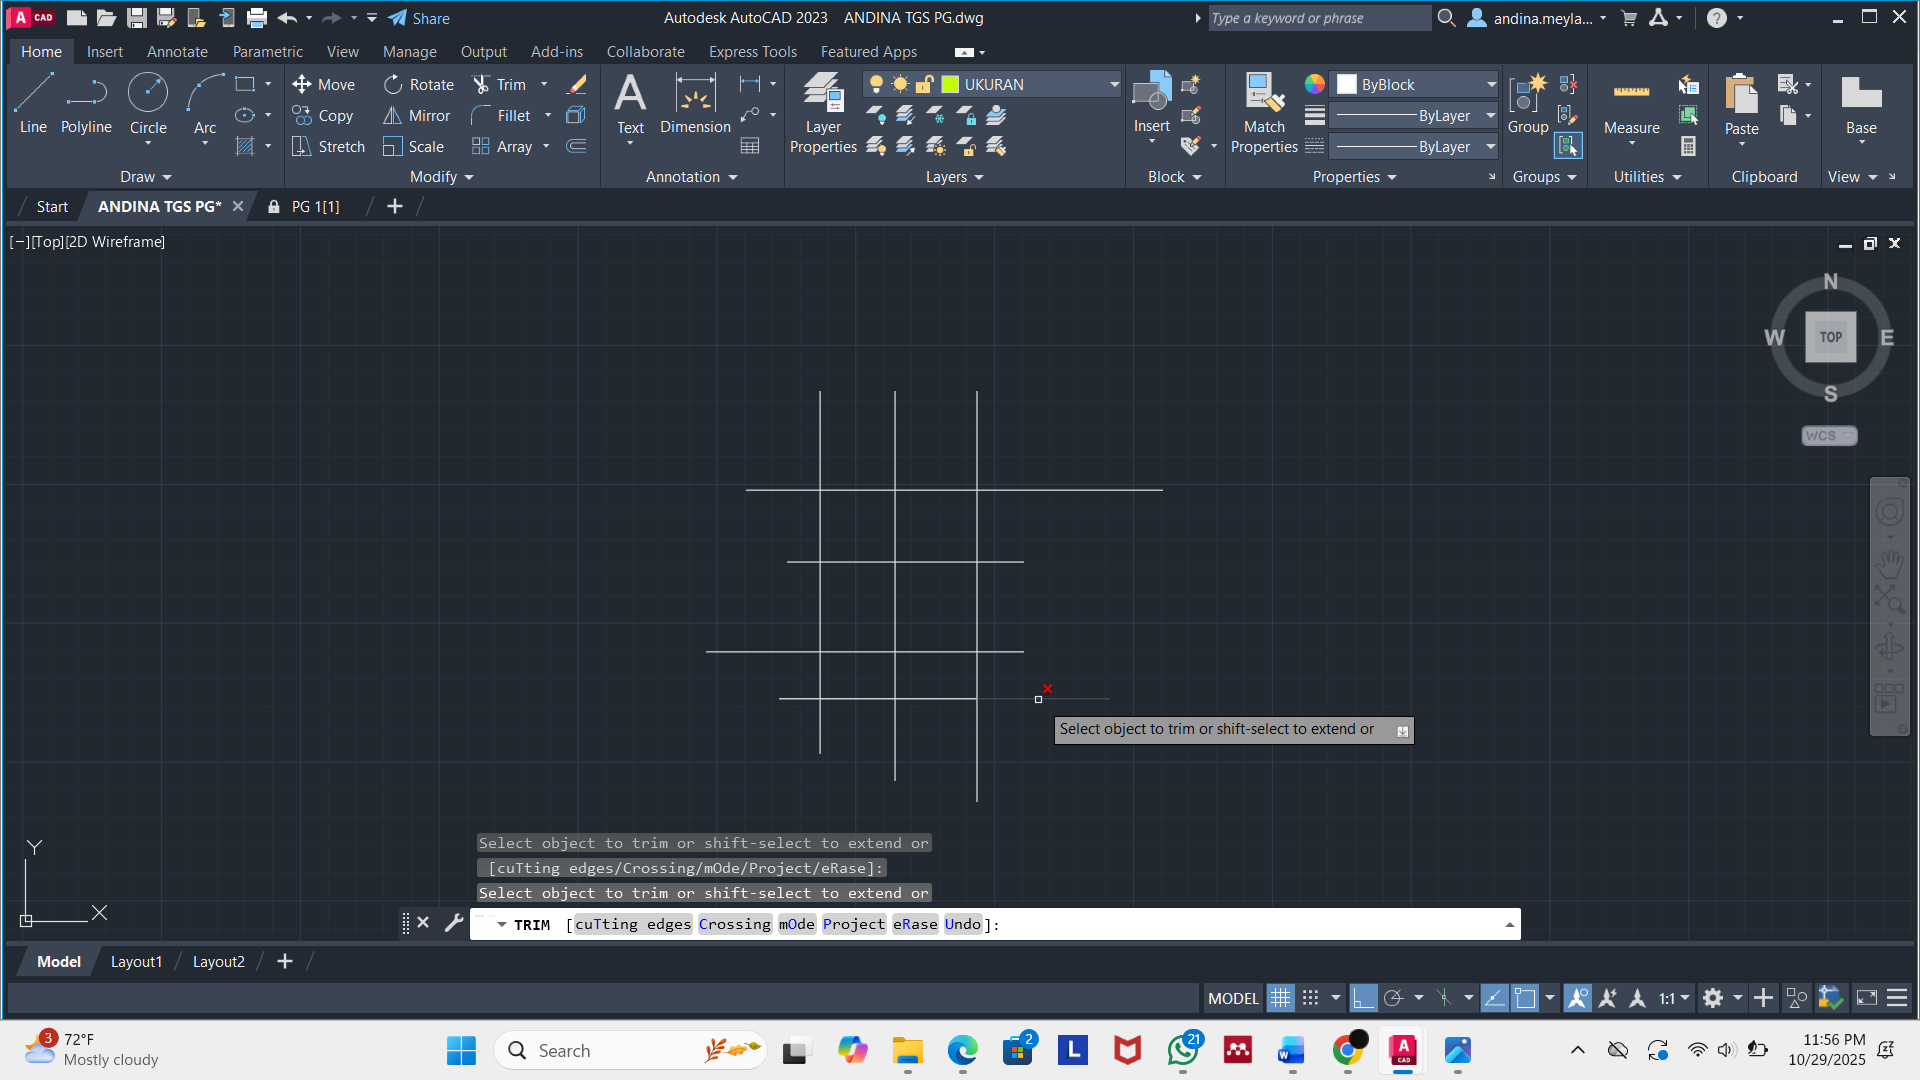 A CAD Share Autodesk AutoCAD 2023 ANDINA TGS PG.dwg Type a keyword or phrase andina.meyla...
Home Insert Annotate Parametric View Manage Output Add-ins Collaborate Express Tools Featured Apps
Line Polyline Circle Arc
Move Rotate Trim
Copy Mirror Fillet
Stretch Scale Array
Text Dimension
Layer Properties
UKURAN
Insert
Match Properties
ByBlock
ByLayer
ByLayer
Group Measure Paste Base
Draw Modify Annotation Layers Block Properties Groups Utilities Clipboard View
Start ANDINA TGS PG* PG 1[1]
[−][Top][2D Wireframe]
N
W TOP E
S
WCS
Select object to trim or shift-select to extend or
Y
X
Select object to trim or shift-select to extend or
[cuTting edges/Crossing/mOde/Project/eRase]:
Select object to trim or shift-select to extend or
TRIM [cuTting edges Crossing mOde Project eRase Undo]:
Model Layout1 Layout2
MODEL 1:1
3 72°F
Mostly cloudy
Search
2
L
21
W
A CAD
11:56 PM
10/29/2025